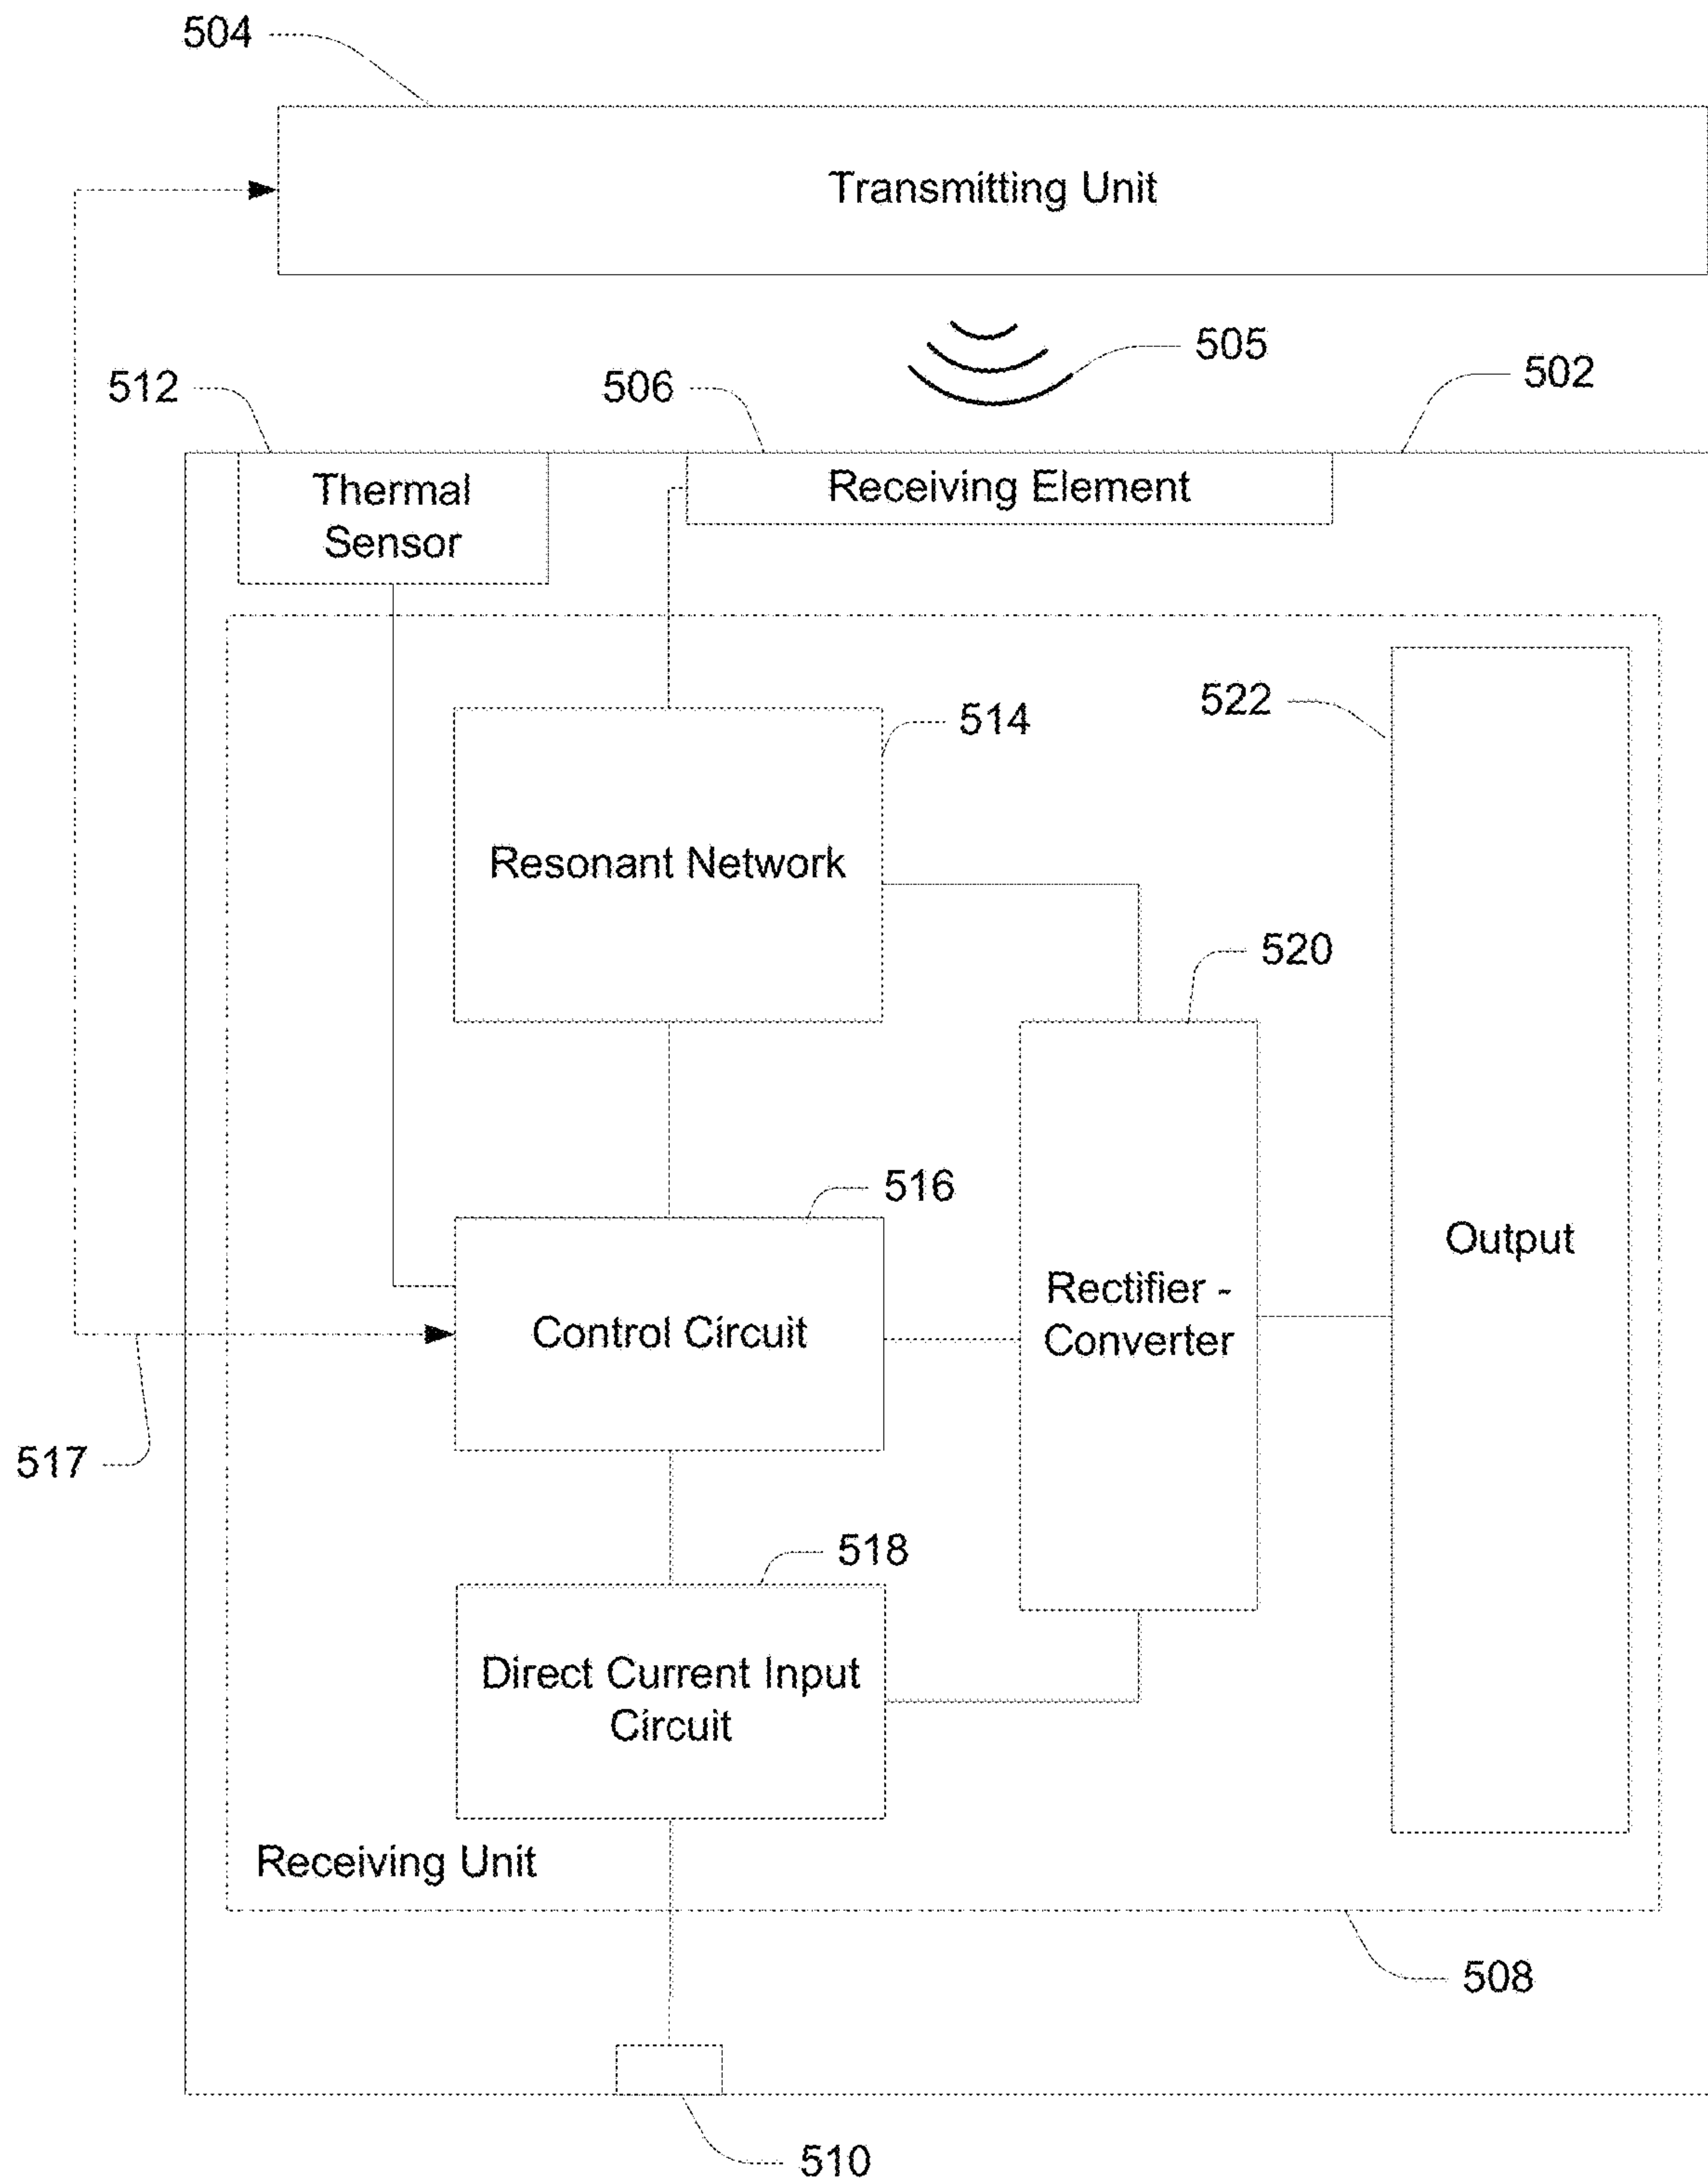 504
Transmitting Unit
505
502
512
506
Thermal
Sensor
Receiving Element
522
514
Resonant Network
520
516
Output
Rectifier -
Converter
Control Circuit
517
518
Direct Current Input
Circuit
Receiving Unit
508
510